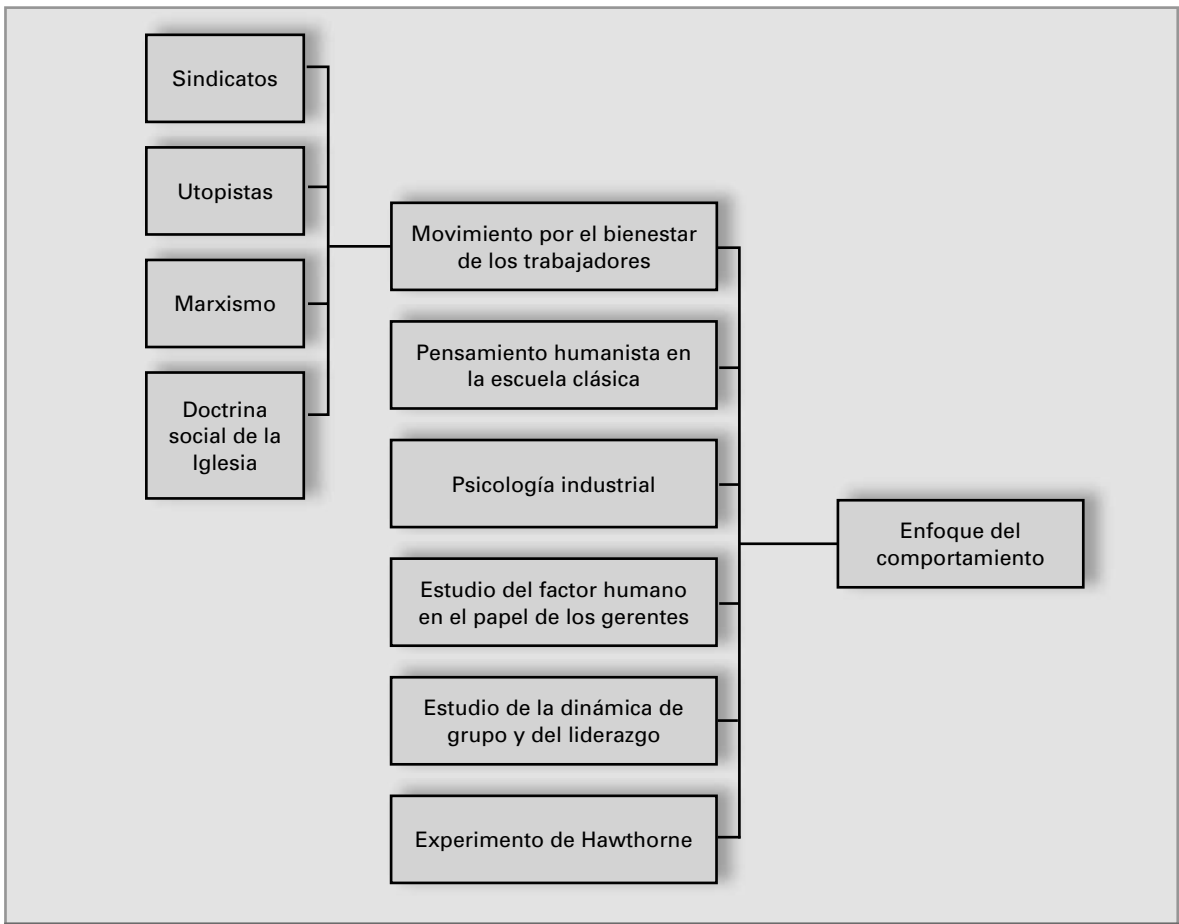 Sindicatos
Utopistas
Marxismo
Doctrina
social de la
Iglesia
Movimiento por el bienestar
de los trabajadores
Pensamiento humanista en
la escuela clásica
Psicología industrial
Estudio del factor humano
en el papel de los gerentes
Estudio de la dinámica de
grupo y del liderazgo
Experimento de Hawthorne
Enfoque del
comportamiento